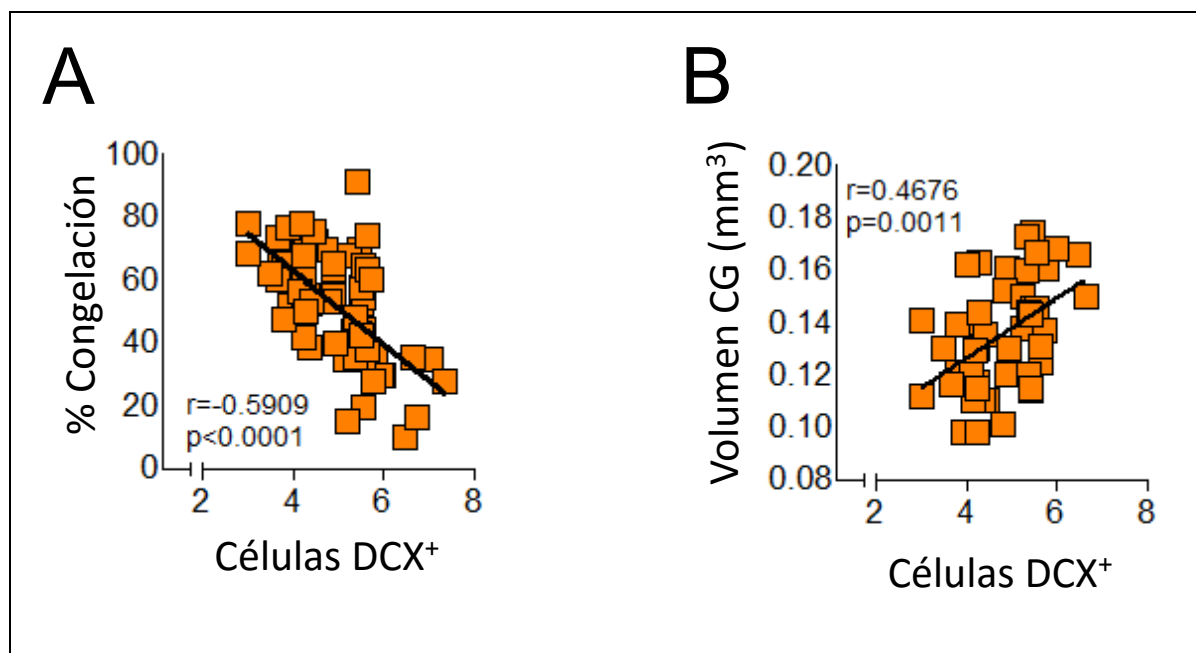 A
% Congelación
100
80
60
40
20
0
r=-0.5909
p<0.0001
2 4 6 8
Células DCX⁺
B
Volumen CG (mm³)
0.20
0.18
0.16
0.14
0.12
0.10
0.08
r=0.4676
p=0.0011
2 4 6 8
Células DCX⁺